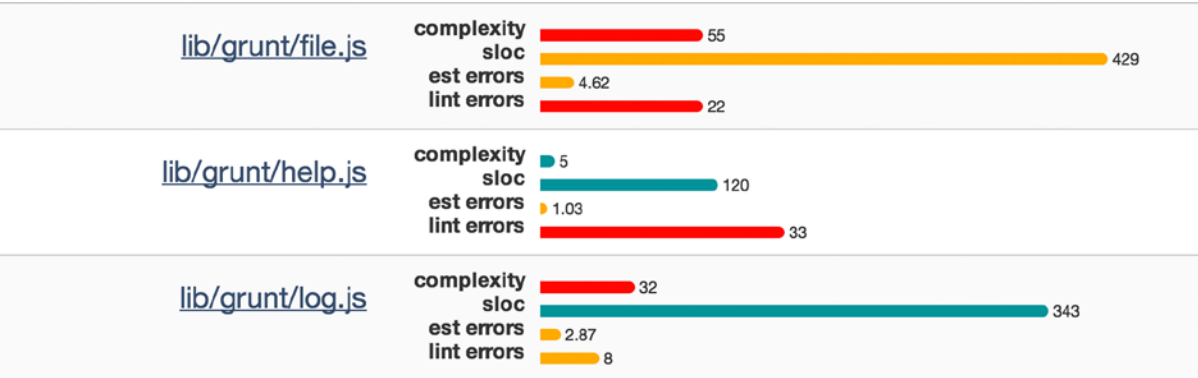 lib/grunt/file.js
complexity 55
sloc 429
est errors 4.62
lint errors 22
lib/grunt/help.js
complexity 5
sloc 120
est errors 1.03
lint errors 33
lib/grunt/log.js
complexity 32
sloc 343
est errors 2.87
lint errors 8